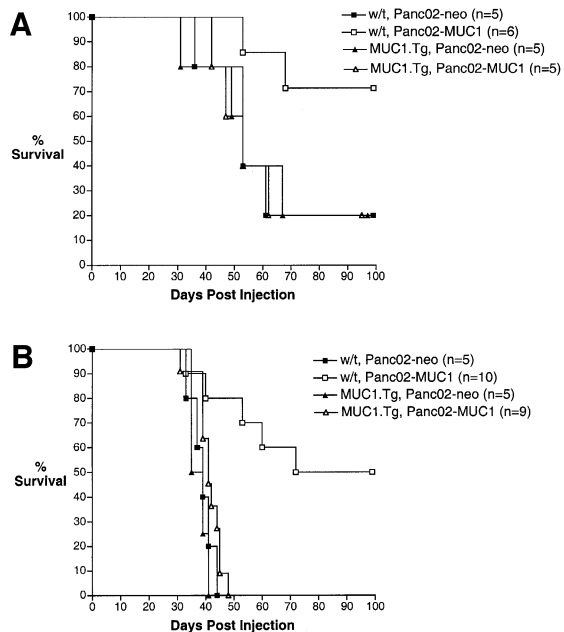 A
w/t, Panc02-neo (n=5)
w/t, Panc02-MUC1 (n=6)
MUC1.Tg, Panc02-neo (n=5)
MUC1.Tg, Panc02-MUC1 (n=5)
100
90
80
70
60
50
40
30
20
10
0
%
Survival
0 10 20 30 40 50 60 70 80 90 100
Days Post Injection
B
w/t, Panc02-neo (n=5)
w/t, Panc02-MUC1 (n=10)
MUC1.Tg, Panc02-neo (n=5)
MUC1.Tg, Panc02-MUC1 (n=9)
100
90
80
70
60
50
40
30
20
10
0
%
Survival
0 10 20 30 35 40 50 60 70 80 90 100
Days Post Injection